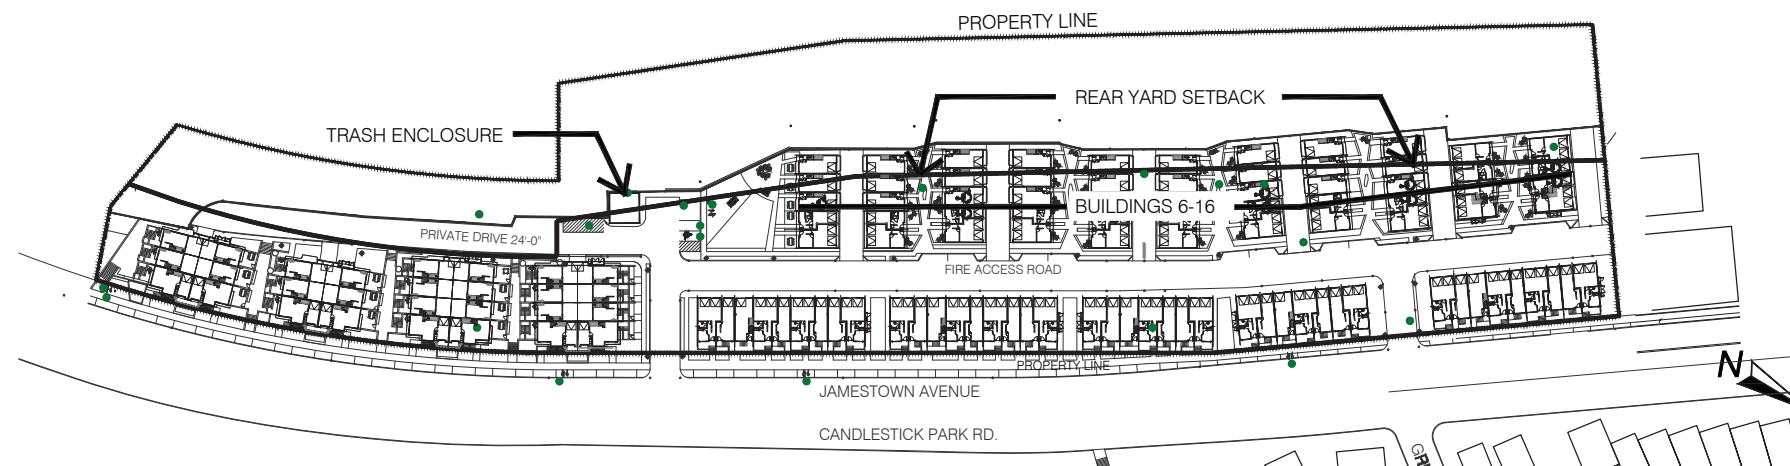 PROPERTY LINE
REAR YARD SETBACK
TRASH ENCLOSURE
BUILDINGS 6-16
PRIVATE DRIVE 24'-0"
FIRE ACCESS ROAD
PROPERTY LINE
N
JAMESTOWN AVENUE
CANDLESTICK PARK RD.